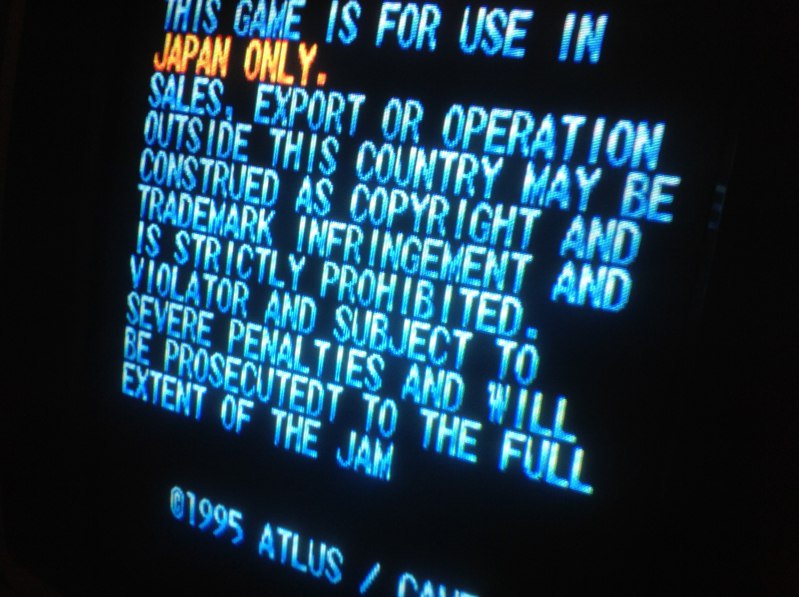 THIS GAME IS FOR USE IN
JAPAN ONLY.
SALES, EXPORT OR OPERATION
OUTSIDE THIS COUNTRY MAY BE
CONSTRUED AS COPYRIGHT AND
TRADEMARK INFRINGEMENT AND
IS STRICTLY PROHIBITED.
VIOLATOR AND SUBJECT TO
SEVERE PENALTIES AND WILL
BE PROSECUTEDT TO THE FULL
EXTENT OF THE JAM
©1995 ATLUS /